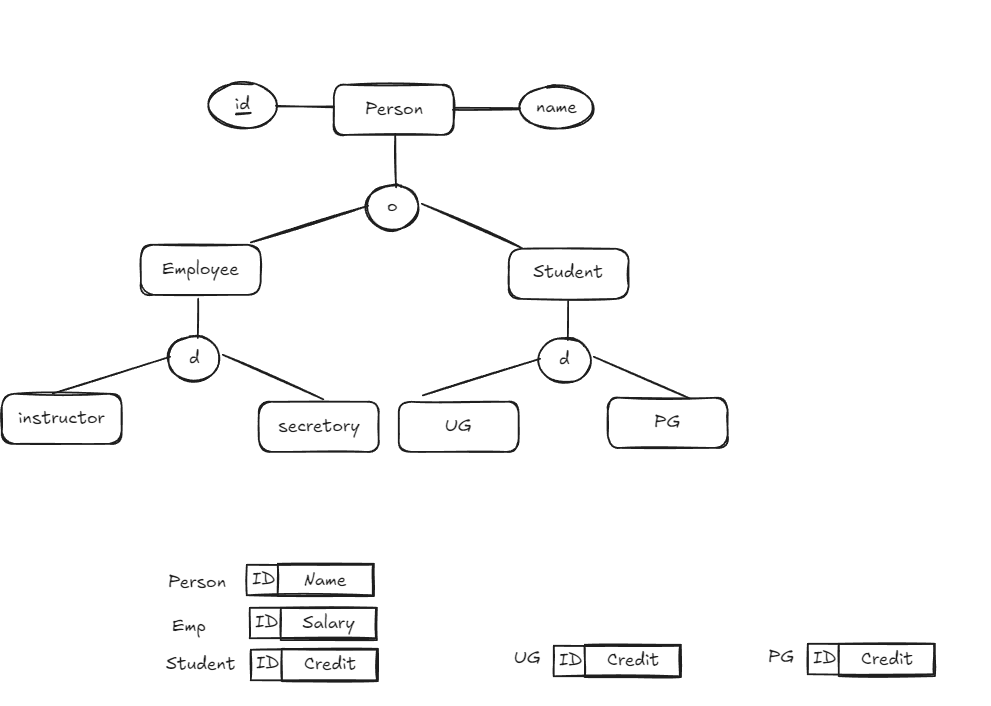 id
Person
name
o
Employee
Student
d
d
instructor
secretory
UG
PG
Person ID Name
Emp ID Salary
Student ID Credit
UG ID Credit
PG ID Credit